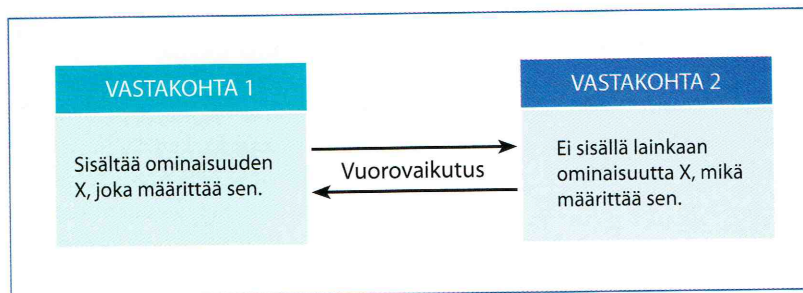 VASTAKOHTA 1
Sisältää ominaisuuden
X, joka määrittää sen.
Vuorovaikutus
VASTAKOHTA 2
Ei sisällä lainkaan
ominaisuutta X, mikä
määrittää sen.